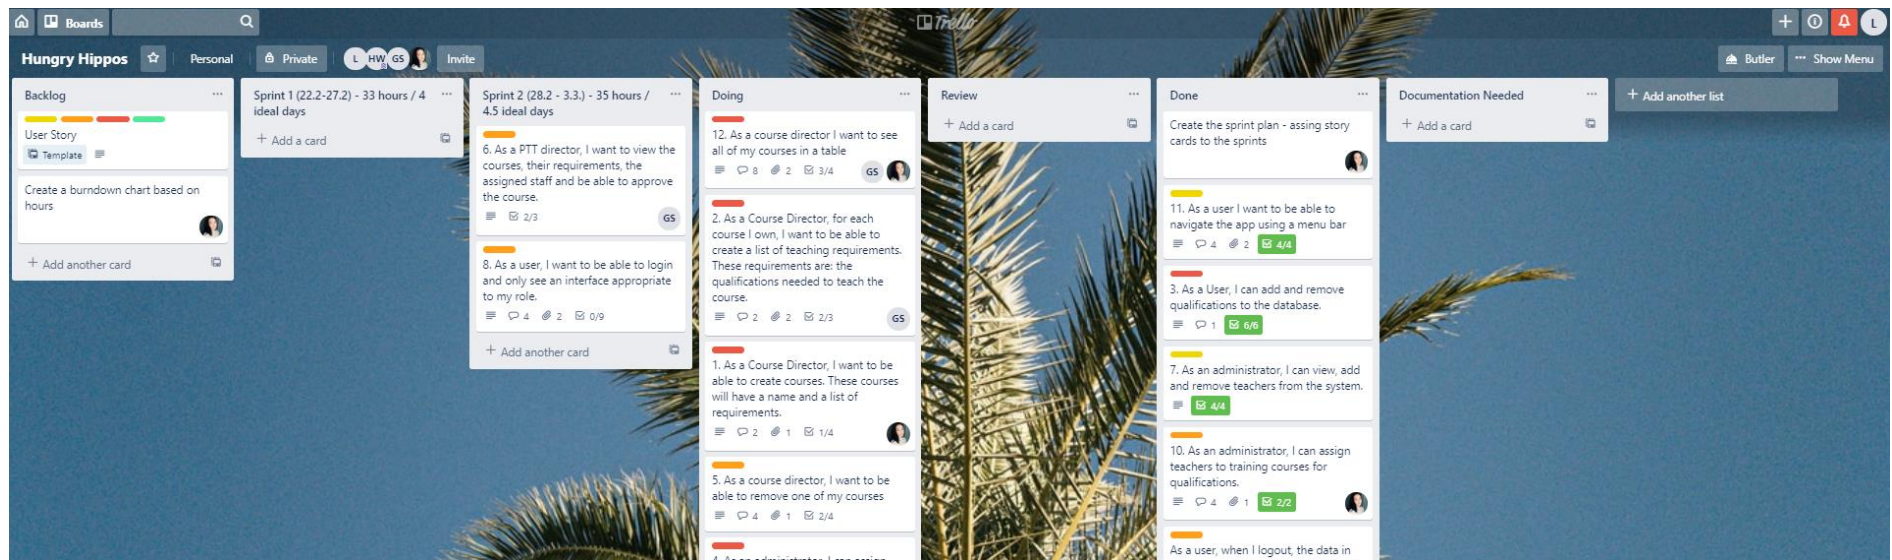 Boards
Trello
L
Hungry Hippos
Personal
Private
L HW GS
Invite
Butler
Show Menu
Backlog
User Story
Template
Create a burndown chart based on
hours
+ Add another card
Sprint 1 (22.2-27.2) - 33 hours / 4
ideal days
+ Add a card
Sprint 2 (28.2 - 3.3.) - 35 hours /
4.5 ideal days
6. As a PTT director, I want to view the
courses, their requirements, the
assigned staff and be able to approve
the course.
2/3
GS
8. As a user, I want to be able to login
and only see an interface appropriate
to my role.
4 2 0/9
+ Add another card
Doing
12. As a course director I want to see
all of my courses in a table
8 2 3/4 GS
2. As a Course Director, for each
course I own, I want to be able to
create a list of teaching requirements.
These requirements are: the
qualifications needed to teach the
course.
2 2 2/3 GS
1. As a Course Director, I want to be
able to create courses. These courses
will have a name and a list of
requirements.
2 1 1/4
5. As a course director, I want to be
able to remove one of my courses
4 1 2/4
4. As an administrator, I can assign
Review
+ Add a card
Done
Create the sprint plan - assing story
cards to the sprints
11. As a user I want to be able to
navigate the app using a menu bar
4 2 4/4
3. As a User, I can add and remove
qualifications to the database.
1 6/6
7. As an administrator, I can view, add
and remove teachers from the system.
4/4
10. As an administrator, I can assign
teachers to training courses for
qualifications.
4 1 2/2
As a user, when I logout, the data in
Documentation Needed
+ Add a card
+ Add another list